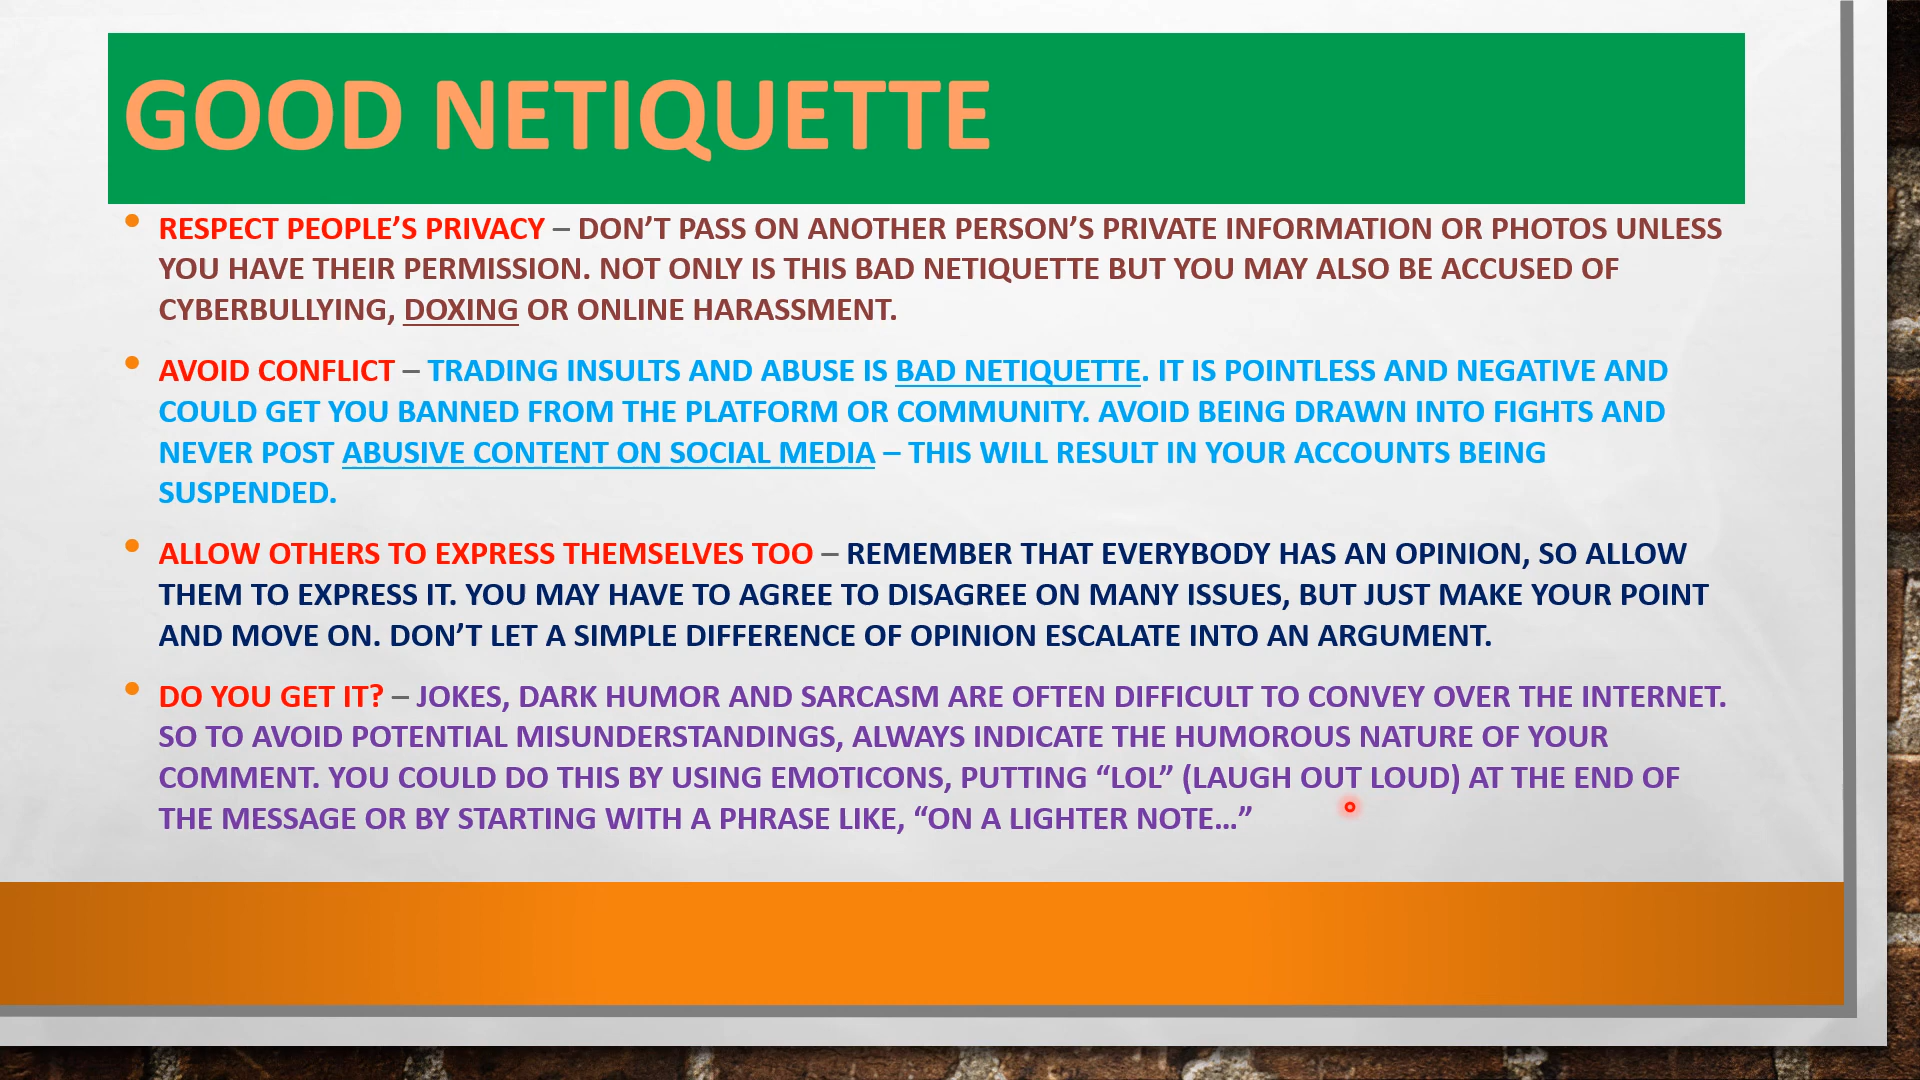 GOOD NETIQUETTE
• RESPECT PEOPLE’S PRIVACY – DON’T PASS ON ANOTHER PERSON’S PRIVATE INFORMATION OR PHOTOS UNLESS
YOU HAVE THEIR PERMISSION. NOT ONLY IS THIS BAD NETIQUETTE BUT YOU MAY ALSO BE ACCUSED OF
CYBERBULLYING, DOXING OR ONLINE HARASSMENT.
• AVOID CONFLICT – TRADING INSULTS AND ABUSE IS BAD NETIQUETTE. IT IS POINTLESS AND NEGATIVE AND
COULD GET YOU BANNED FROM THE PLATFORM OR COMMUNITY. AVOID BEING DRAWN INTO FIGHTS AND
NEVER POST ABUSIVE CONTENT ON SOCIAL MEDIA – THIS WILL RESULT IN YOUR ACCOUNTS BEING
SUSPENDED.
• ALLOW OTHERS TO EXPRESS THEMSELVES TOO – REMEMBER THAT EVERYBODY HAS AN OPINION, SO ALLOW
THEM TO EXPRESS IT. YOU MAY HAVE TO AGREE TO DISAGREE ON MANY ISSUES, BUT JUST MAKE YOUR POINT
AND MOVE ON. DON’T LET A SIMPLE DIFFERENCE OF OPINION ESCALATE INTO AN ARGUMENT.
• DO YOU GET IT? – JOKES, DARK HUMOR AND SARCASM ARE OFTEN DIFFICULT TO CONVEY OVER THE INTERNET.
SO TO AVOID POTENTIAL MISUNDERSTANDINGS, ALWAYS INDICATE THE HUMOROUS NATURE OF YOUR
COMMENT. YOU COULD DO THIS BY USING EMOTICONS, PUTTING “LOL” (LAUGH OUT LOUD) AT THE END OF
THE MESSAGE OR BY STARTING WITH A PHRASE LIKE, “ON A LIGHTER NOTE…”